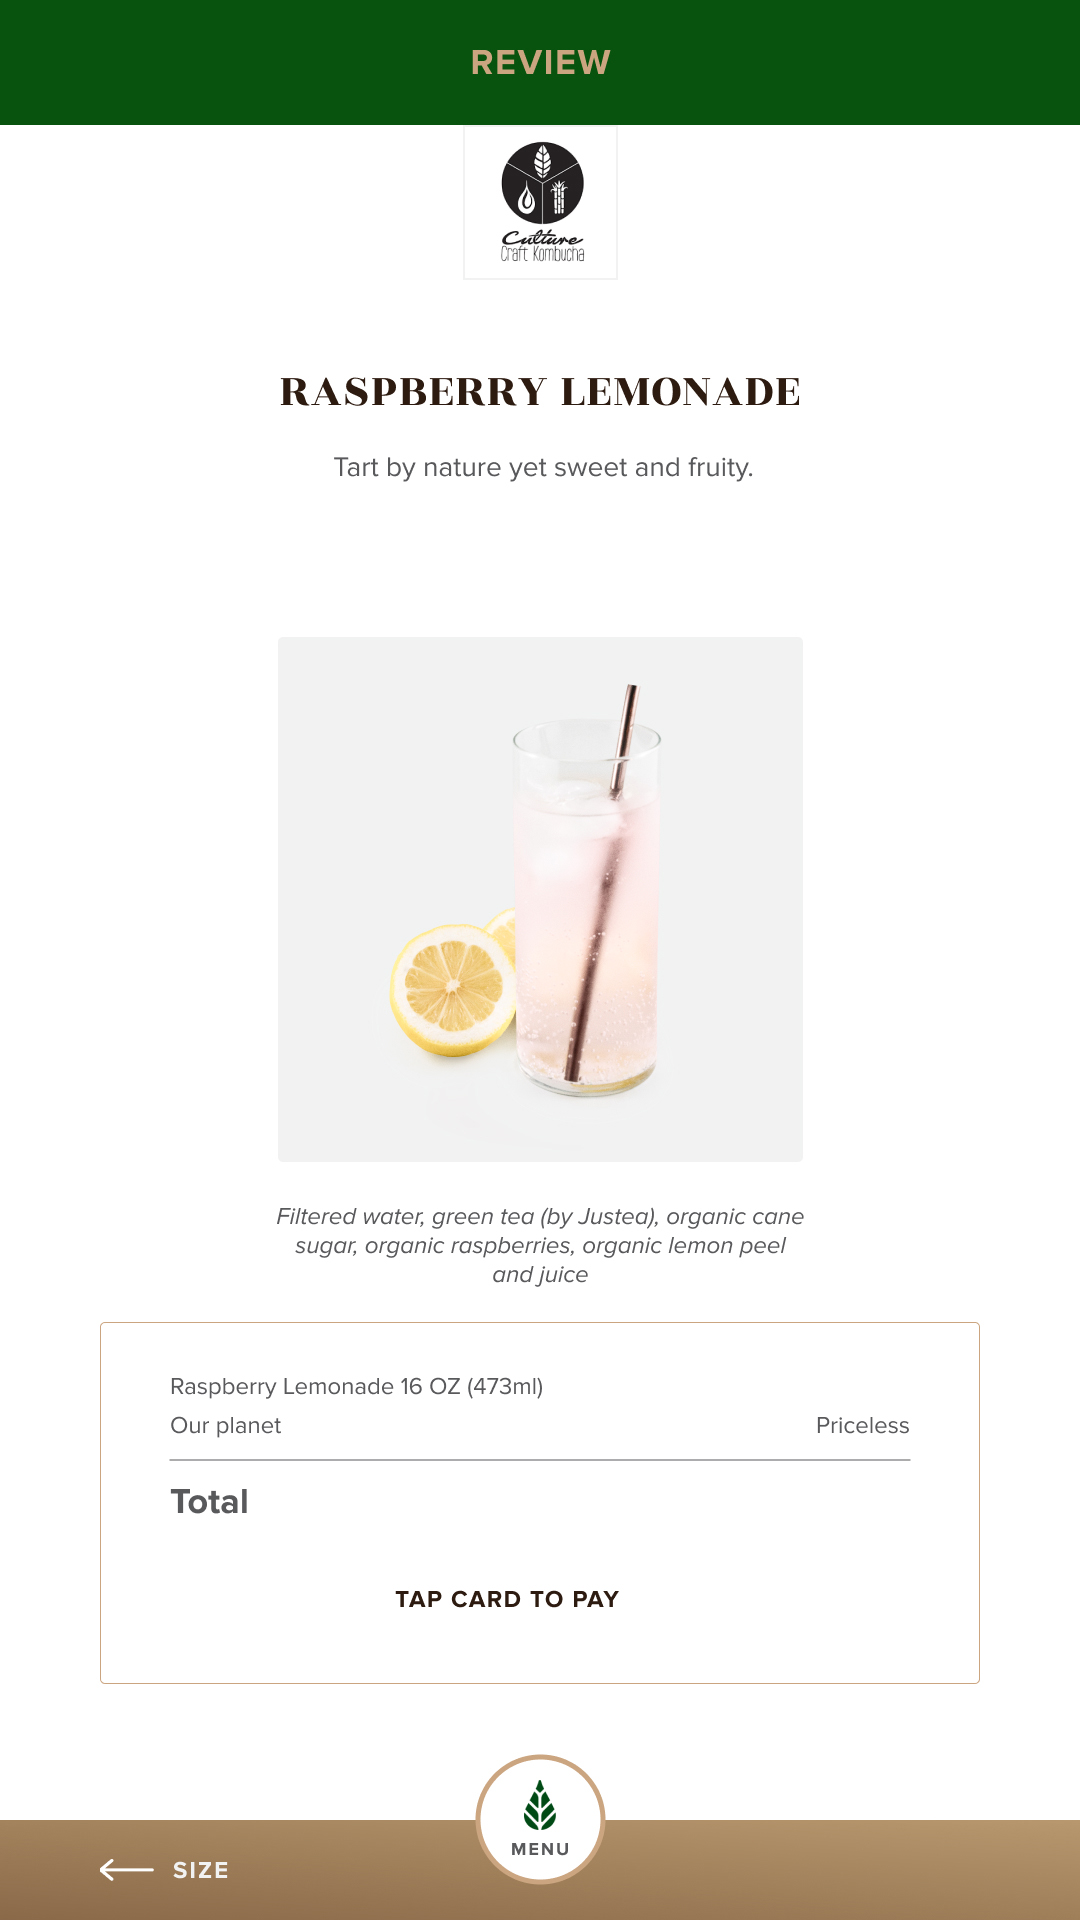 REVIEW
Culture
Craft Kombucha
RASPBERRY LEMONADE
Tart by nature yet sweet and fruity.
Filtered water, green tea (by Justea), organic cane
sugar, organic raspberries, organic lemon peel
and juice
Raspberry Lemonade 16 OZ (473ml)
Our planet Priceless
Total
TAP CARD TO PAY
MENU
SIZE